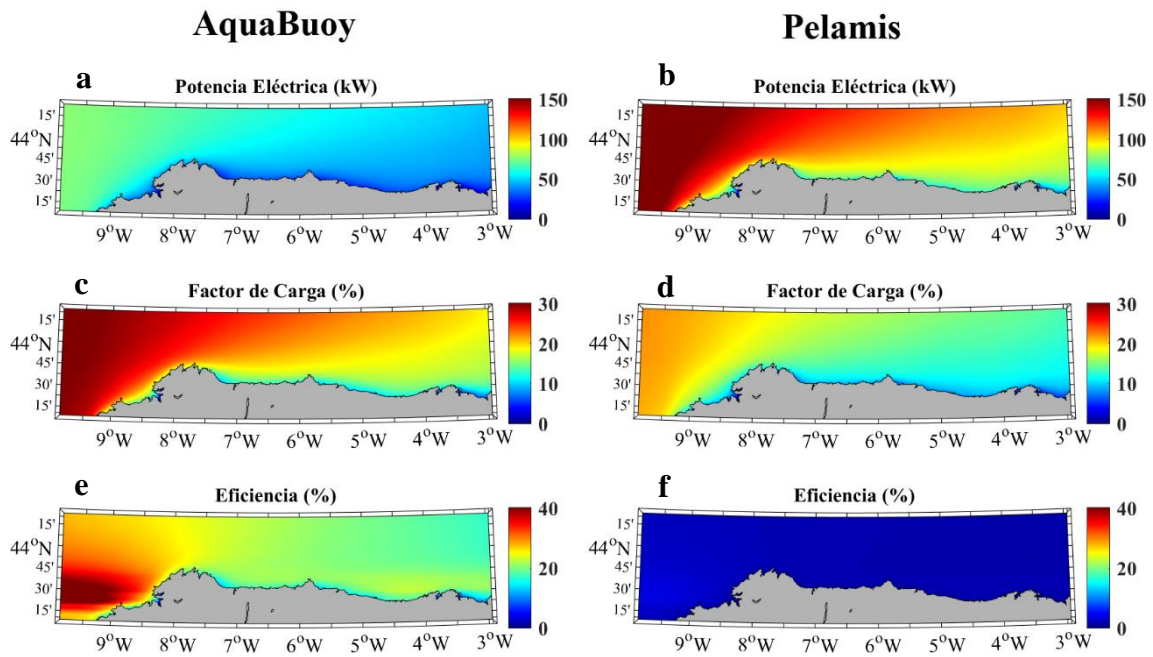 AquaBuoy
Pelamis
a
Potencia Eléctrica (kW)
15'
44°N
45'
30'
15'
9°W 8°W 7°W 6°W 5°W 4°W 3°W
150
100
50
0
b
Potencia Eléctrica (kW)
15'
44°N
45'
30'
15'
9°W 8°W 7°W 6°W 5°W 4°W 3°W
150
100
50
0
c
Factor de Carga (%)
15'
44°N
45'
30'
15'
9°W 8°W 7°W 6°W 5°W 4°W 3°W
30
20
10
0
d
Factor de Carga (%)
15'
44°N
45'
30'
15'
9°W 8°W 7°W 6°W 5°W 4°W 3°W
30
20
10
0
e
Eficiencia (%)
15'
44°N
45'
30'
15'
9°W 8°W 7°W 6°W 5°W 4°W 3°W
40
20
0
f
Eficiencia (%)
15'
44°N
45'
30'
15'
9°W 8°W 7°W 6°W 5°W 4°W 3°W
40
20
0